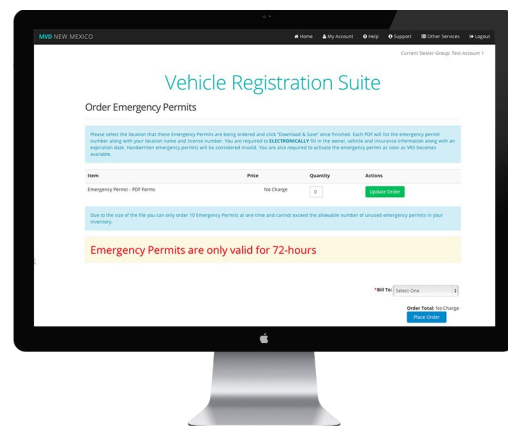 MVD NEW MEXICO Home My Account Help Support Other Services Logout
Current Dealer Group: Test Account 1
Vehicle Registration Suite
Order Emergency Permits
Please select the location that these Emergency Permits are being ordered and click "Download & Save" once finished. Each PDF will list the emergency permit
number along with your location name and license number. You are required to ELECTRONICALLY fill in the owner, vehicle and insurance information along with an
expiration date. Handwritten emergency permits will be considered invalid. You are also required to activate the emergency permit as soon as VRS becomes
available.
Item Price Quantity Actions
Emergency Permit - PDF Forms No Charge 0 Update Order
Due to the size of the file you can only order 10 Emergency Permits at one time and cannot exceed the allowable number of unused emergency permits in your
inventory.
Emergency Permits are only valid for 72-hours
*Bill To: Select One
Order Total: No Charge
Place Order